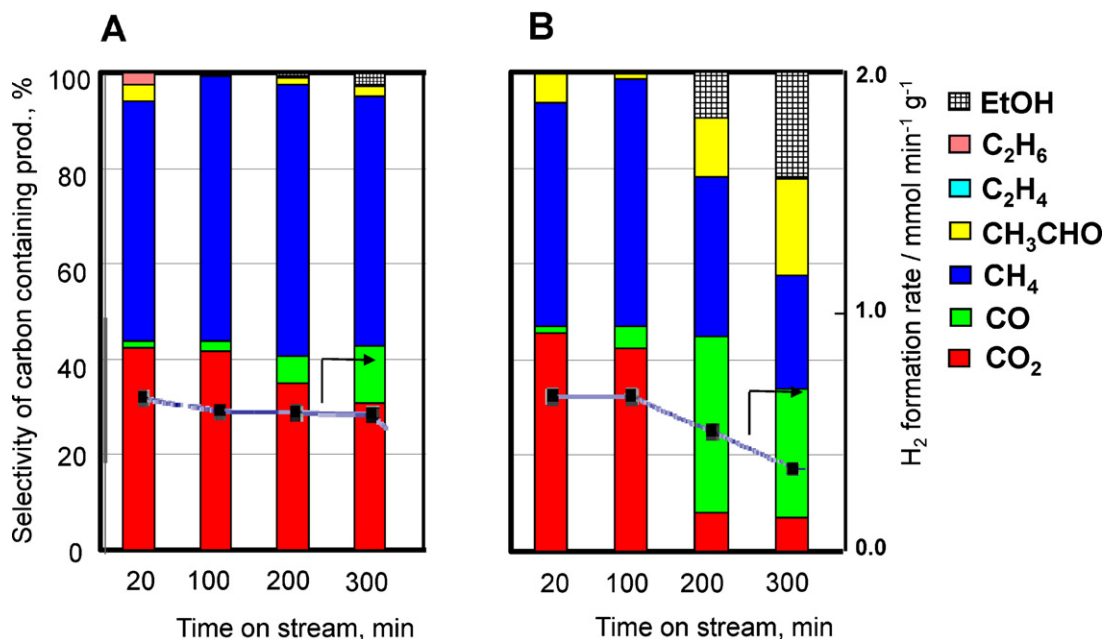 A
B
Selectivity of carbon containing prod., %
100
80
60
40
20
0
20 100 200 300
Time on stream, min
20 100 200 300
Time on stream, min
2.0
1.0
0.0
H₂ formation rate / mmol min⁻¹ g⁻¹
EtOH
C₂H₆
C₂H₄
CH₃CHO
CH₄
CO
CO₂